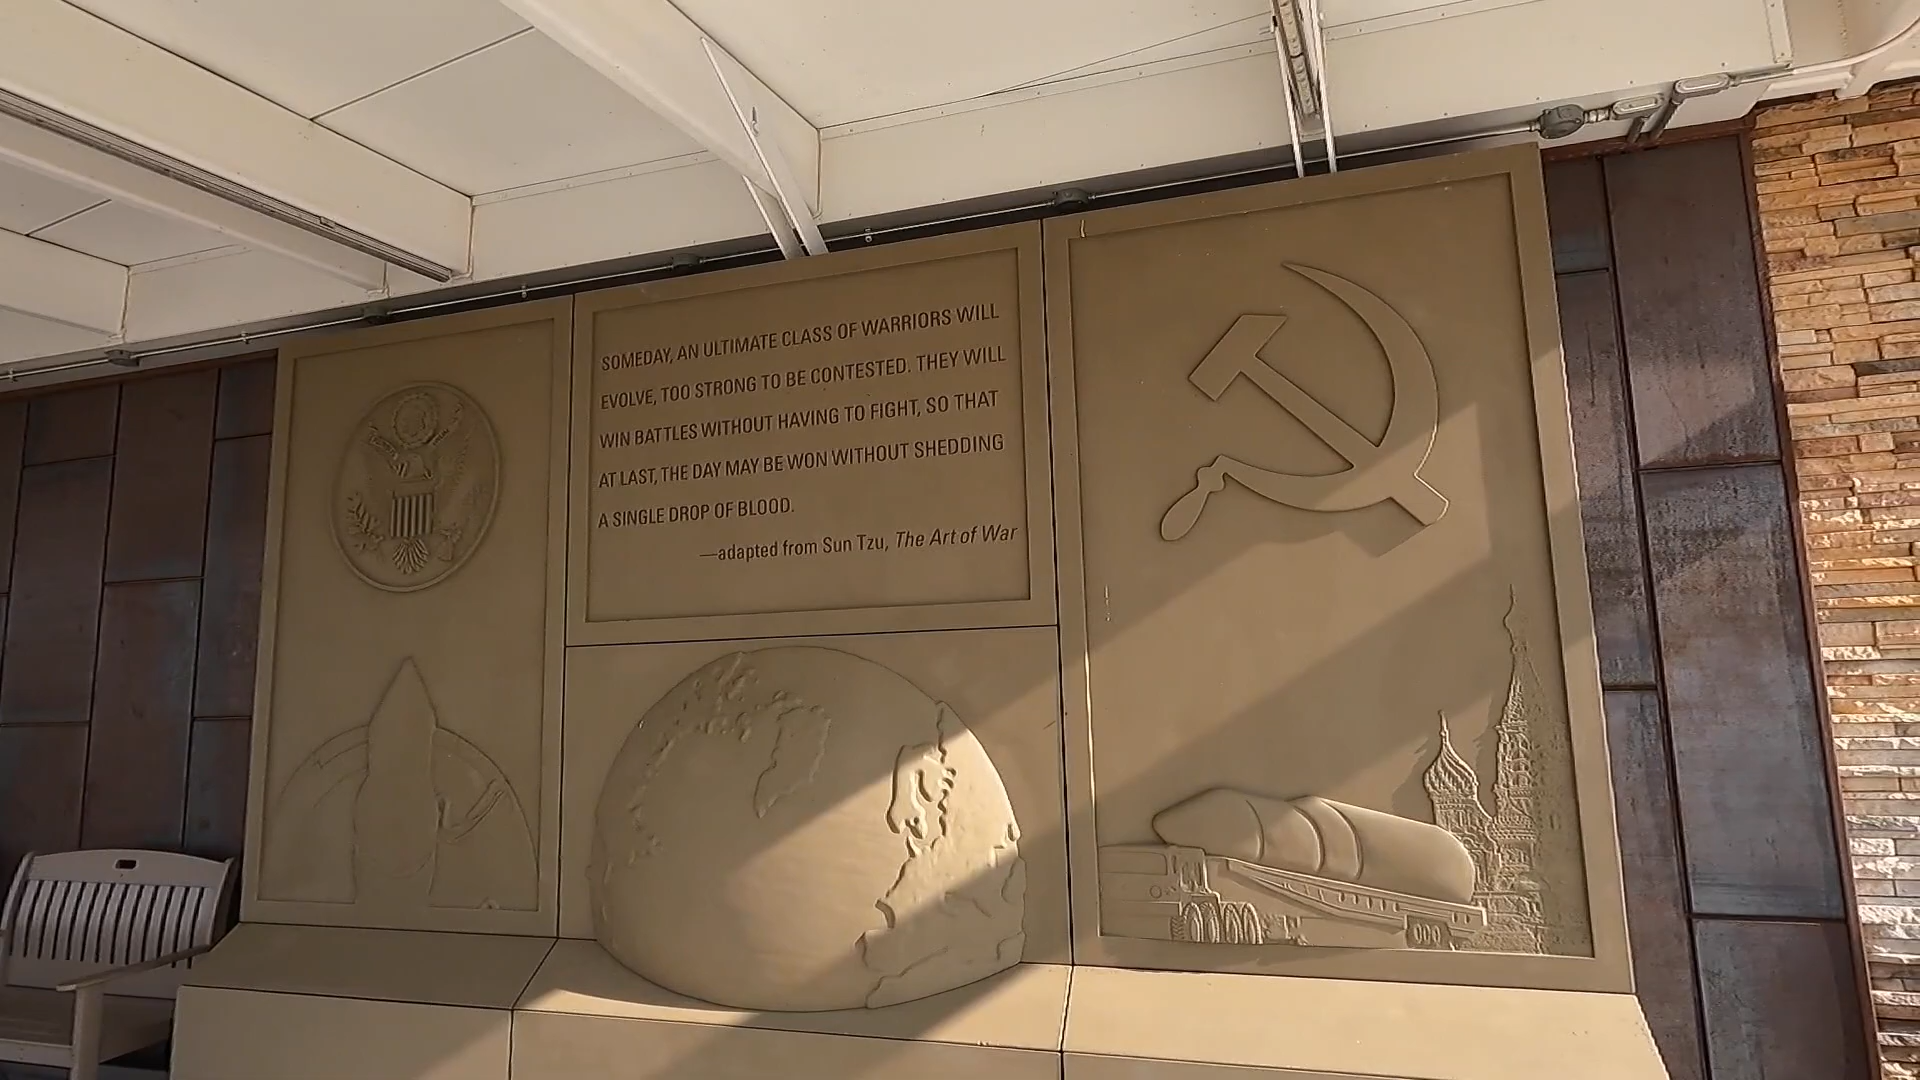 SOMEDAY, AN ULTIMATE CLASS OF WARRIORS WILL
EVOLVE, TOO STRONG TO BE CONTESTED. THEY WILL
WIN BATTLES WITHOUT HAVING TO FIGHT, SO THAT
AT LAST, THE DAY MAY BE WON WITHOUT SHEDDING
A SINGLE DROP OF BLOOD.
—adapted from Sun Tzu, The Art of War